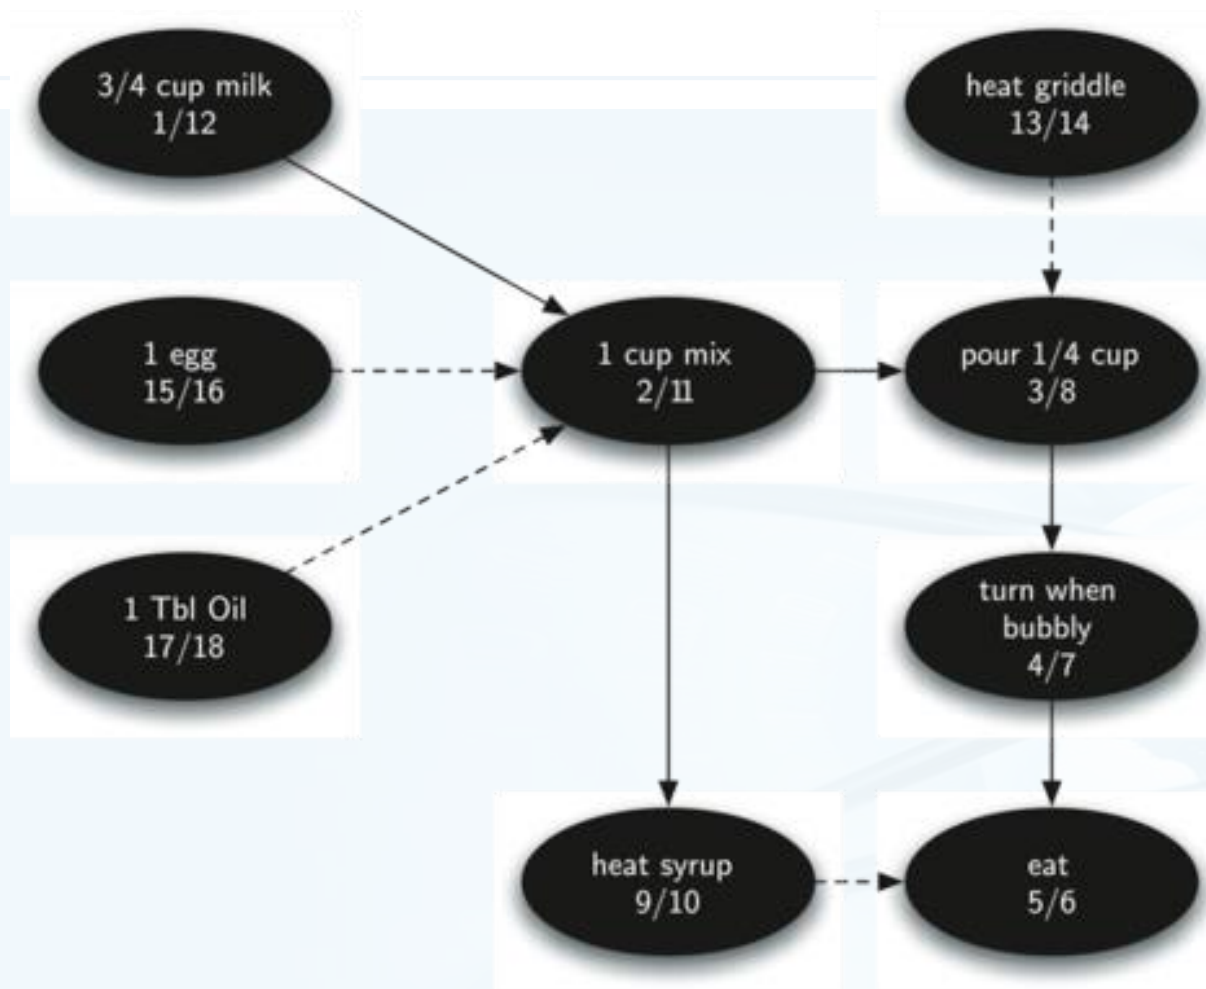 3/4 cup milk
1/12
heat griddle
13/14
1 egg
15/16
1 cup mix
2/11
pour 1/4 cup
3/8
1 Tbl Oil
17/18
turn when
bubbly
4/7
heat syrup
9/10
eat
5/6